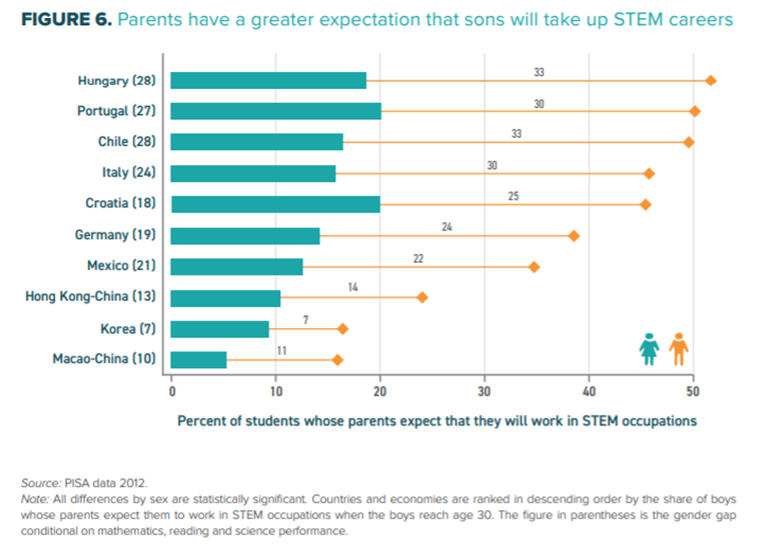 FIGURE 6. Parents have a greater expectation that sons will take up STEM careers
Hungary (28) 33
Portugal (27) 30
Chile (28) 33
Italy (24) 30
Croatia (18) 25
Germany (19) 24
Mexico (21) 22
Hong Kong-China (13) 14
Korea (7) 7
Macao-China (10) 11
0 10 20 30 40 50
Percent of students whose parents expect that they will work in STEM occupations
Source: PISA data 2012.
Note: All differences by sex are statistically significant. Countries and economies are ranked in descending order by the share of boys
whose parents expect them to work in STEM occupations when the boys reach age 30. The figure in parentheses is the gender gap
conditional on mathematics, reading and science performance.